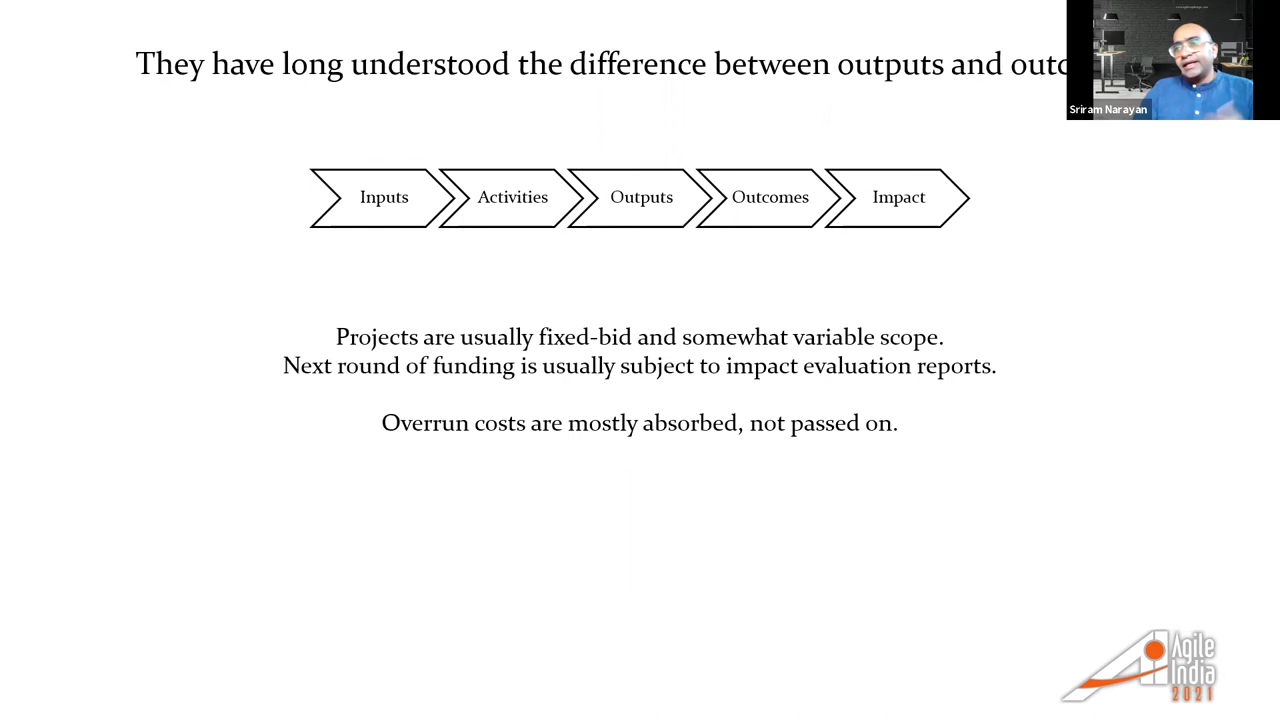 They have long understood the difference between outputs and
Sriram Narayan
Inputs
Activities
Outputs
Outcomes
Impact
Projects are usually fixed-bid and somewhat variable scope.
Next round of funding is usually subject to impact evaluation reports.
Overrun costs are mostly absorbed, not passed on.
Agile
India
2021